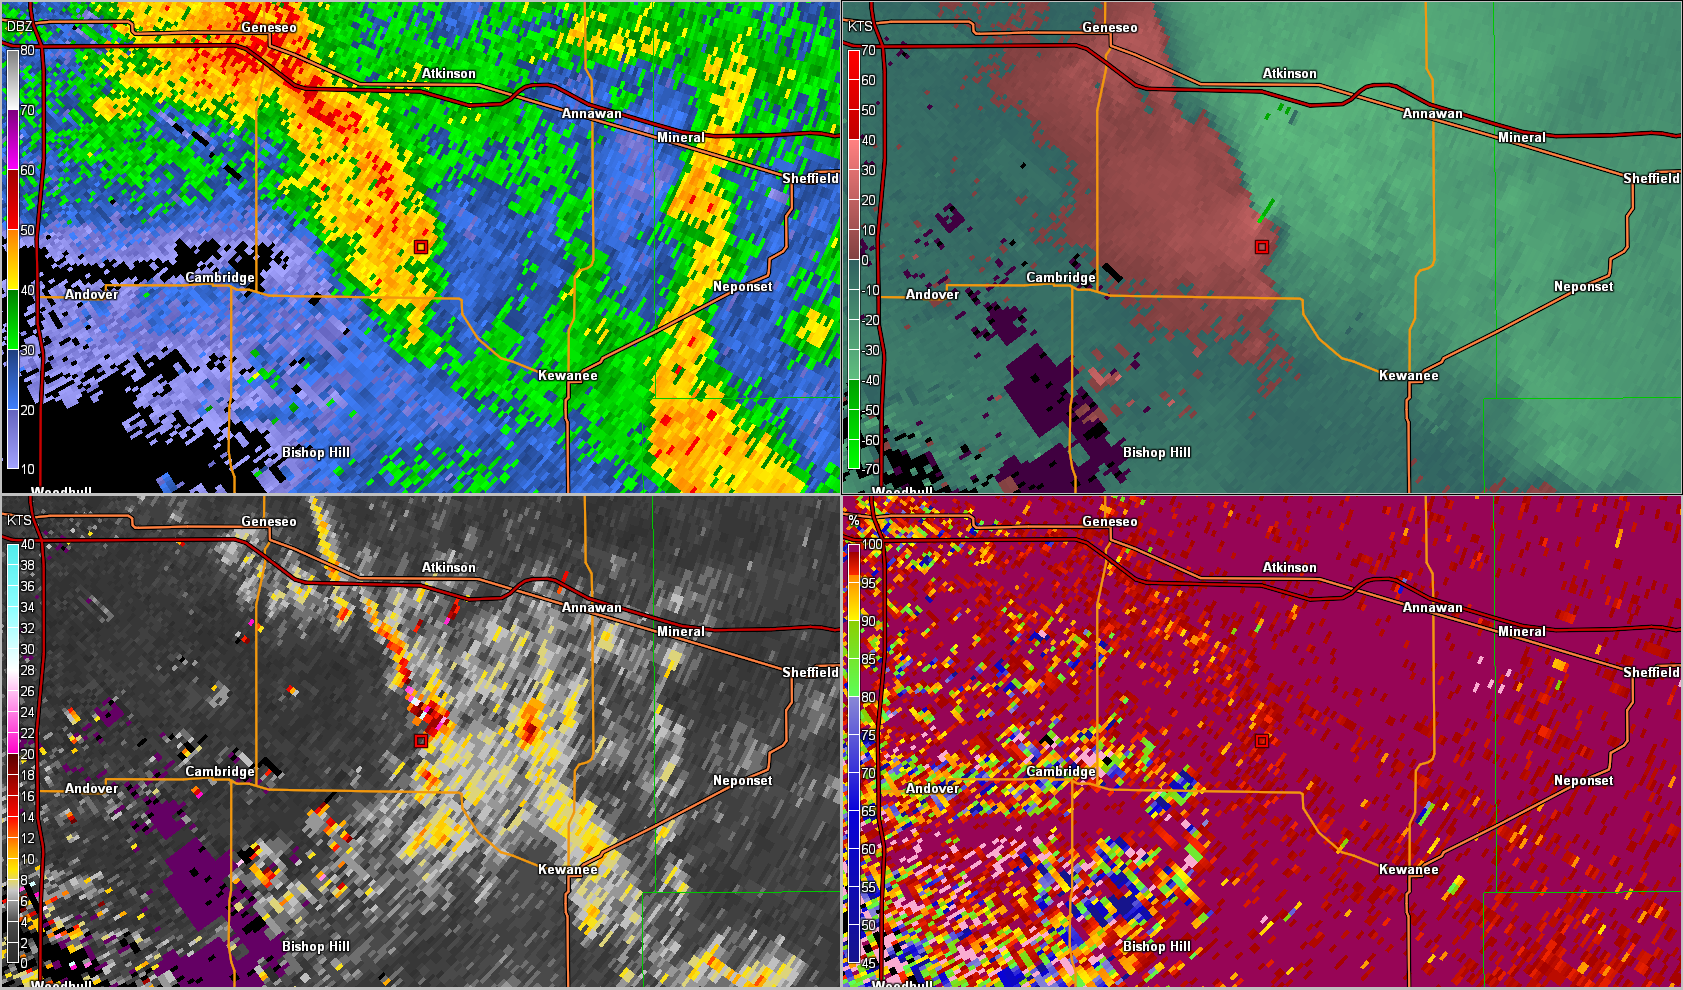 DBZ
80
70
60
50
40
30
20
10
Geneseo
Atkinson
Annawan
Mineral
Sheffield
Cambridge
Andover
Neponset
Kewanee
Bishop Hill
Woodhull
KTS
70
60
50
40
30
20
10
0
-10
-20
-30
-40
-50
-60
-70
Geneseo
Atkinson
Annawan
Mineral
Sheffield
Cambridge
Andover
Neponset
Kewanee
Bishop Hill
Woodhull
KTS
40
38
36
34
32
30
28
26
24
22
20
18
16
14
12
10
8
6
4
2
0
Geneseo
Atkinson
Annawan
Mineral
Sheffield
Cambridge
Andover
Neponset
Kewanee
Bishop Hill
Woodhull
%
100
95
90
85
80
75
70
65
60
55
50
45
Geneseo
Atkinson
Annawan
Mineral
Sheffield
Cambridge
Andover
Neponset
Kewanee
Bishop Hill
Woodhull